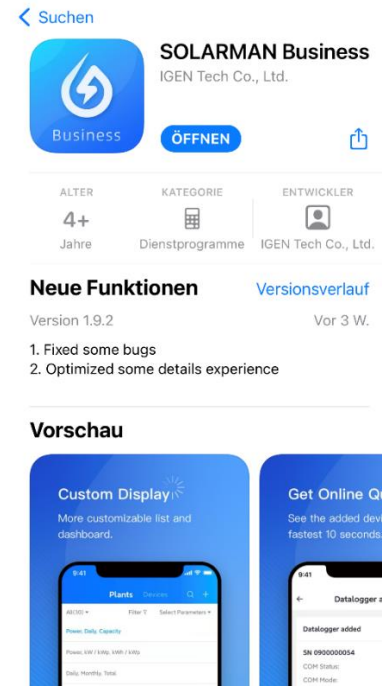 Suchen
SOLARMAN Business
IGEN Tech Co., Ltd.
Business
ÖFFNEN
ALTER
KATEGORIE
ENTWICKLER
4+
Jahre
Dienstprogramme
IGEN Tech Co., Ltd.
Neue Funktionen
Versionsverlauf
Version 1.9.2
Vor 3 W.
1. Fixed some bugs
2. Optimized some details experience
Vorschau
Custom Display
More customizable list and
dashboard.
9:41
Plants Devices
Filter
Select Parameters
Power, Daily, Capacity
Power, kW / kWp, kWh / kWp
Daily, Monthly, Total
Get Online Qu
See the added devi
fastest 10 seconds.
9:41
Datalogger a
Datalogger added
SN 0900000054
COM Status:
COM Mode: